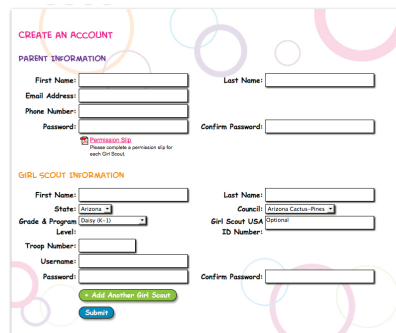 CREATE AN ACCOUNT
PARENT INFORMATION
First Name: Last Name:
Email Address:
Phone Number:
Password: Confirm Password:
Permission Slip
Please complete a permission slip for
each Girl Scout.
GIRL SCOUT INFORMATION
First Name: Last Name:
State: Arizona Council: Arizona Cactus-Pines
Grade & Program Daisy (K-1) Girl Scout USA Optional
Level: ID Number:
Troop Number:
Username:
Password: Confirm Password:
+ Add Another Girl Scout
Submit